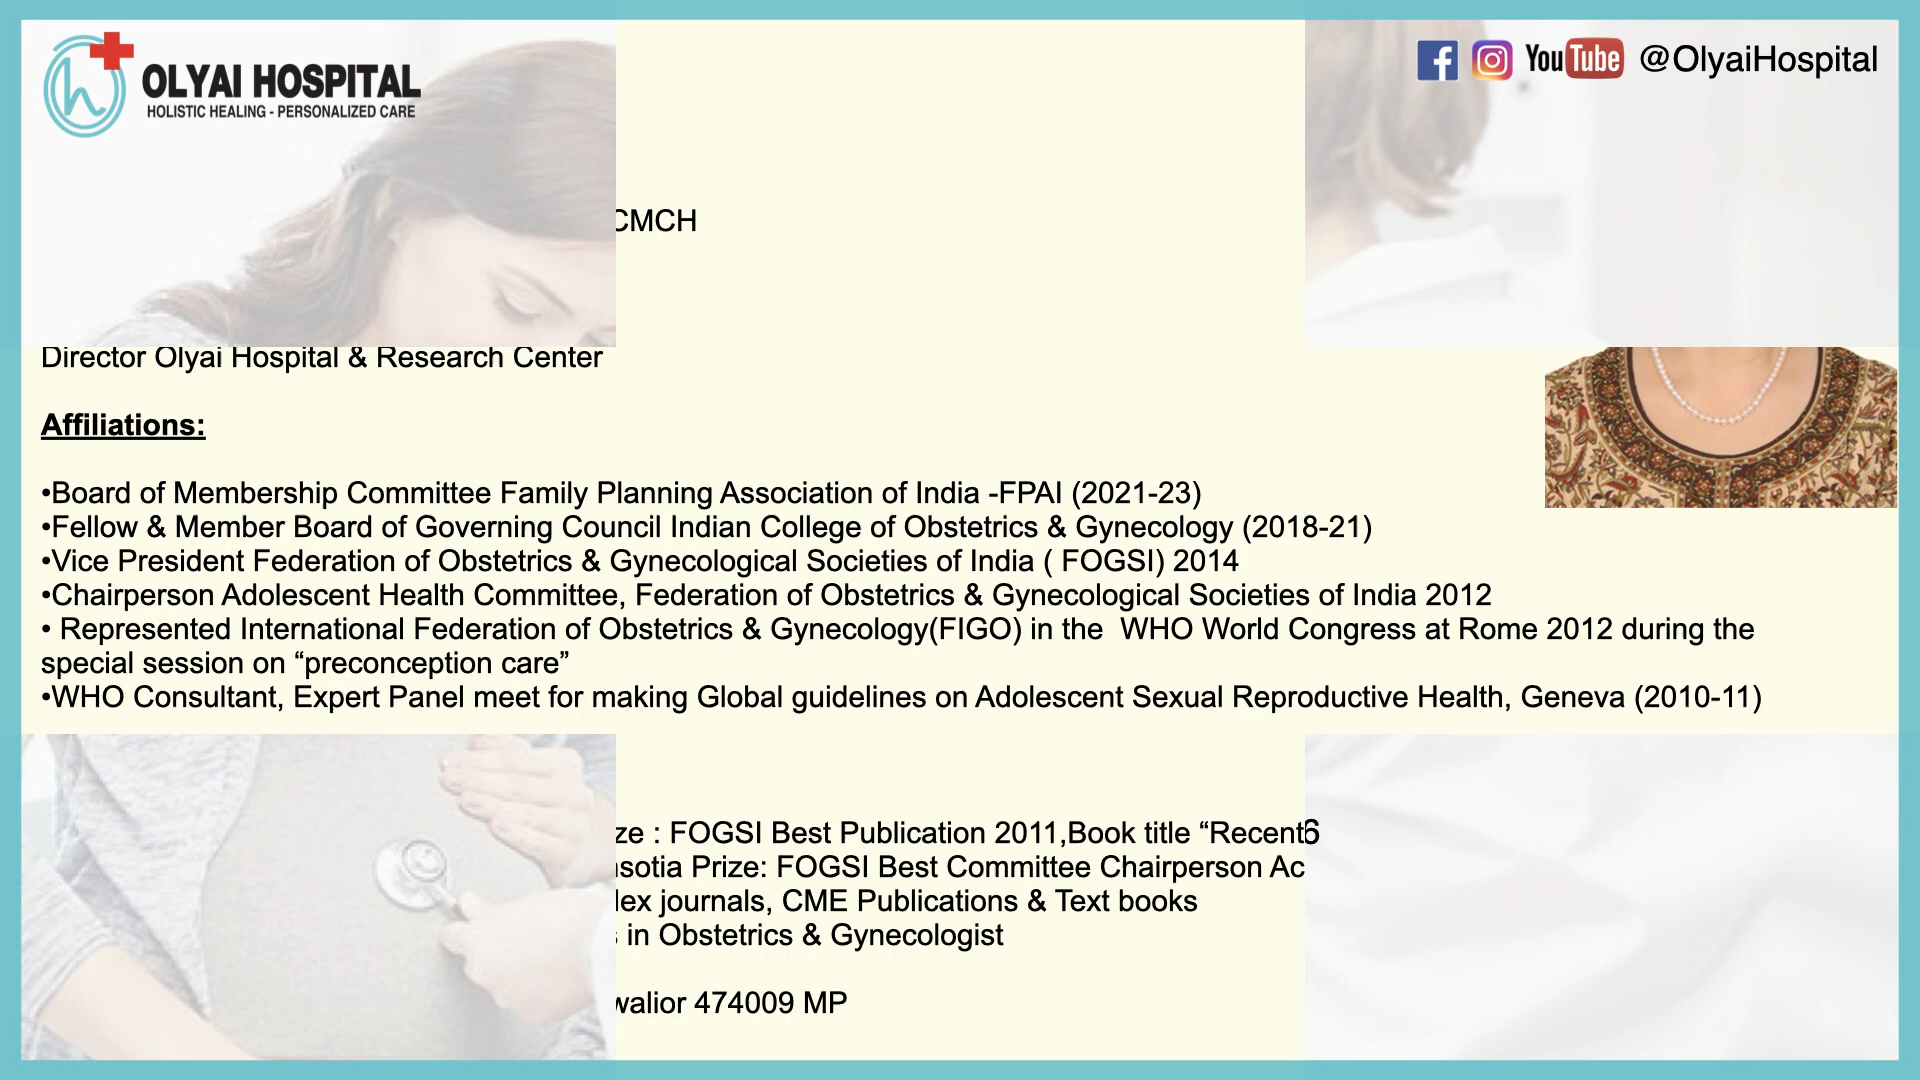 OLYAI HOSPITAL
HOLISTIC HEALING - PERSONALIZED CARE
YouTube @OlyaiHospital
CMCH
Director Olyai Hospital & Research Center
Affiliations:
•Board of Membership Committee Family Planning Association of India -FPAI (2021-23)
•Fellow & Member Board of Governing Council Indian College of Obstetrics & Gynecology (2018-21)
•Vice President Federation of Obstetrics & Gynecological Societies of India ( FOGSI) 2014
•Chairperson Adolescent Health Committee, Federation of Obstetrics & Gynecological Societies of India 2012
• Represented International Federation of Obstetrics & Gynecology(FIGO) in the  WHO World Congress at Rome 2012 during the
special session on “preconception care”
•WHO Consultant, Expert Panel meet for making Global guidelines on Adolescent Sexual Reproductive Health, Geneva (2010-11)
: FOGSI Best Publication 2011,Book title “Recent
Prize: FOGSI Best Committee Chairperson
journals, CME Publications & Text books
in Obstetrics & Gynecologist
474009 MP